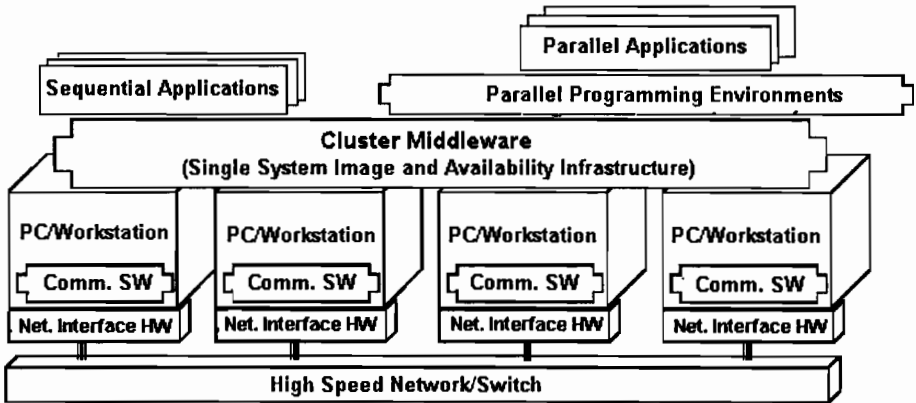 Parallel Applications
Sequential Applications
Parallel Programming Environments
Cluster Middleware
(Single System Image and Availability Infrastructure)
PC/Workstation
PC/Workstation
PC/Workstation
PC/Workstation
Comm. SW
Comm. SW
Comm. SW
Comm. SW
Net. Interface HW
Net. Interface HW
Net. Interface HW
Net. Interface HW
High Speed Network/Switch